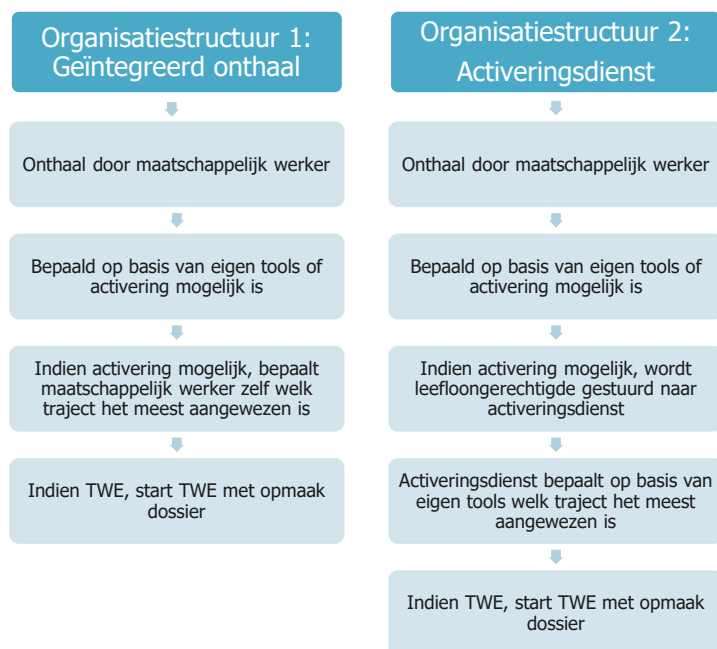 Organisatiestructuur 1:
Geïntegreerd onthaal
Onthaal door maatschappelijk werker
Bepaald op basis van eigen tools of
activering mogelijk is
Indien activering mogelijk, bepaalt
maatschappelijk werker zelf welk
traject het meest aangewezen is
Indien TWE, start TWE met opmaak
dossier
Organisatiestructuur 2:
Activeringsdienst
Onthaal door maatschappelijk werker
Bepaald op basis van eigen tools of
activering mogelijk is
Indien activering mogelijk, wordt
leefloongerechtigde gestuurd naar
activeringsdienst
Activeringsdienst bepaalt op basis van
eigen tools welk traject het meest
aangewezen is
Indien TWE, start TWE met opmaak
dossier